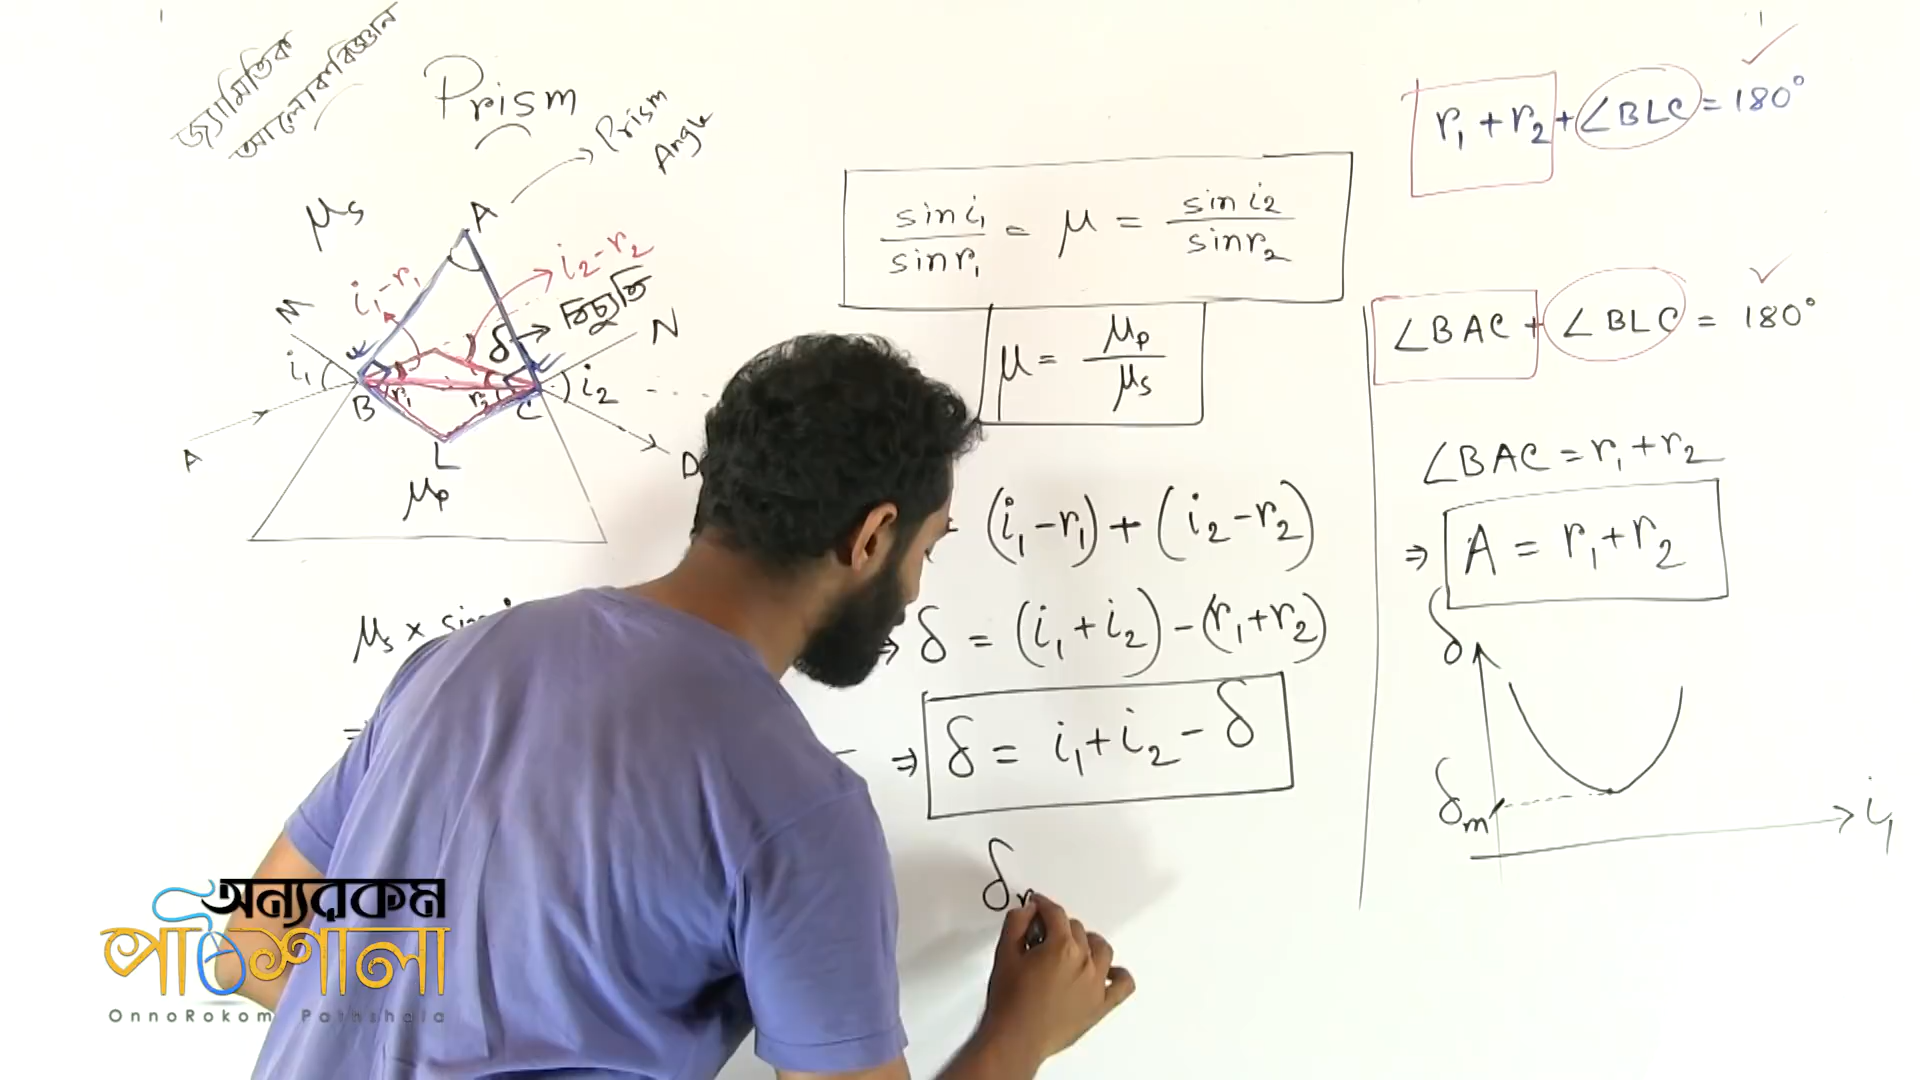 জ্যামিতিক
আলোকবিজ্ঞান
Prism
Prism
Angle
μs
A
i₁-r₁
i₂-r₂
বিচ্যুতি
δ
M
N
i₁
B
r₁
r₂
C
i₂
A
L
D
μp
μs × sin i
=
sin i₁/sin r₁ = μ = sin i₂/sin r₂
μ = μp/μs
= (i₁-r₁) + (i₂-r₂)
⇒ δ = (i₁+i₂) - (r₁+r₂)
⇒ δ = i₁+i₂ - δ
δ
r₁ + r₂ + ∠BLC = 180°
∠BAC + ∠BLC = 180°
∠BAC = r₁+r₂
⇒ A = r₁+r₂
δ
δm
i₁
অন্যরকম
পাঠশালা
OnnoRokom Pathshala